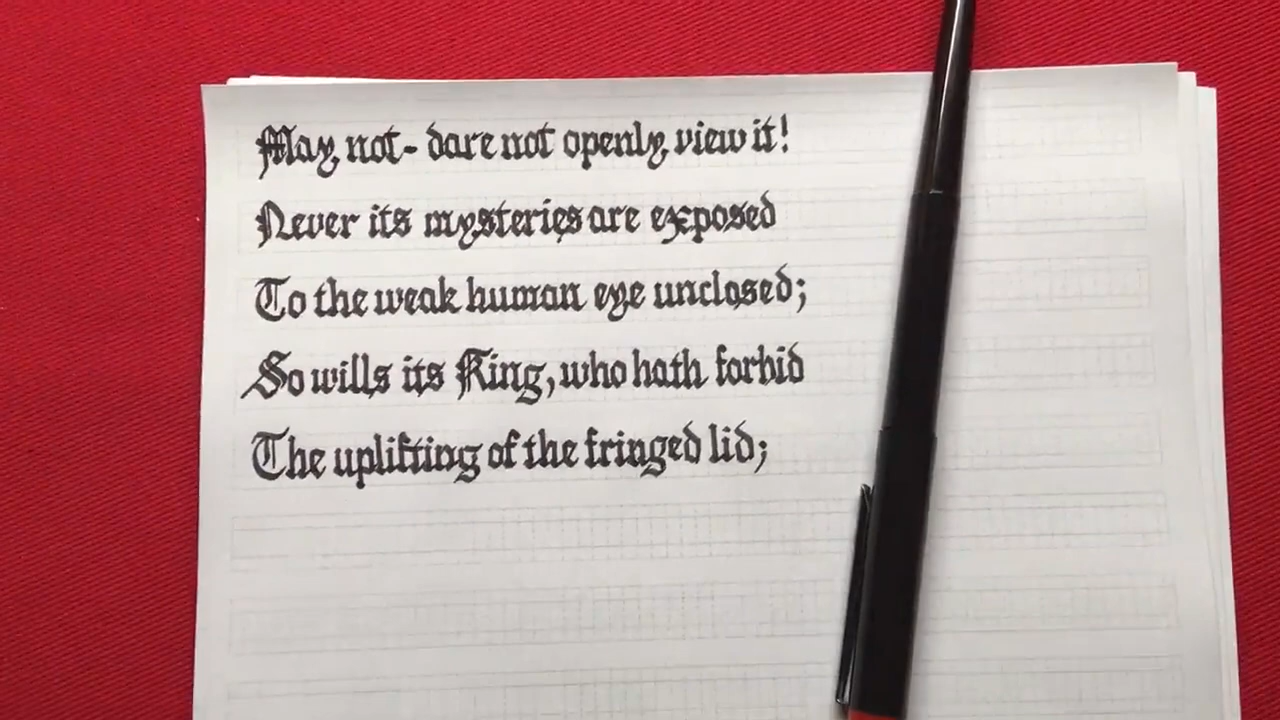 May not- dare not openly view it!
Never its mysteries are exposed
To the weak human eye unclosed;
So wills its King, who hath forbid
The uplifting of the fringed lid;